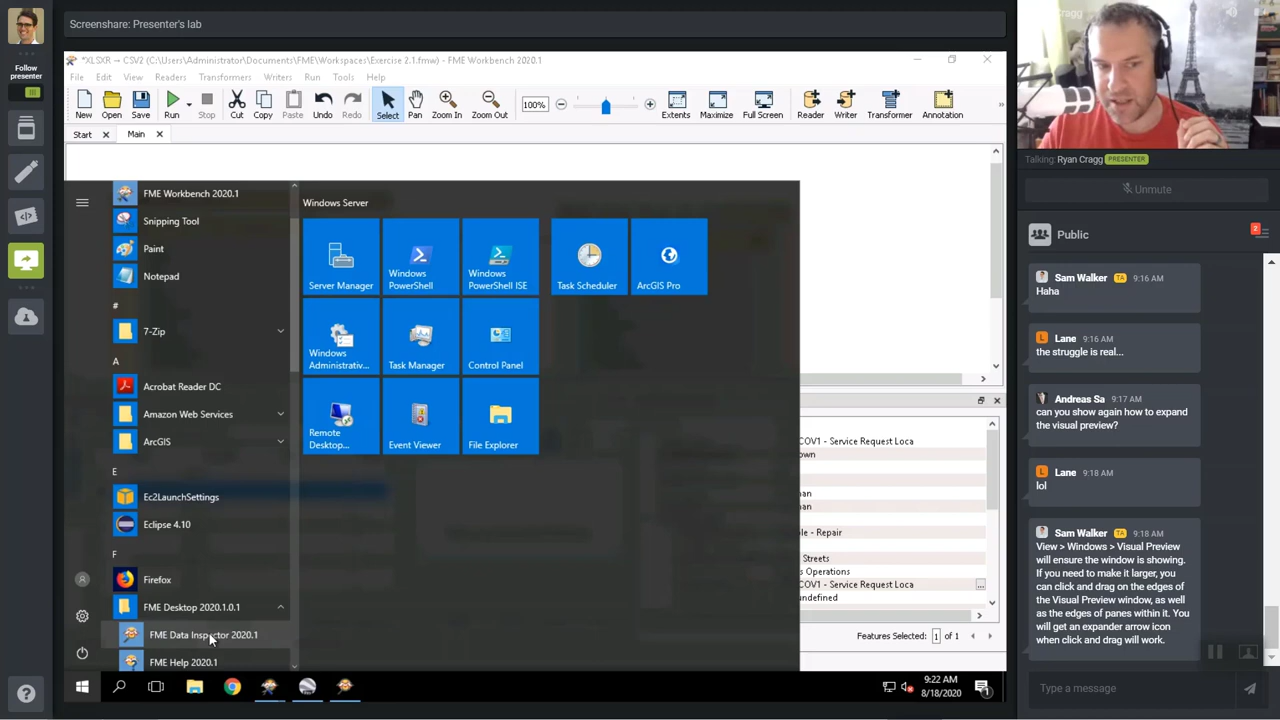 Screenshare: Presenter's lab
Follow
presenter
*XLSXR → CSV2 (C:\Users\Administrator\Documents\FME\Workspaces\Exercise 2.1.fmw) - FME Workbench 2020.1
File Edit View Readers Transformers Writers Run Tools Help
New Open Save Run Stop Cut Copy Paste Undo Redo Select Pan Zoom In Zoom Out 100% Extents Maximize Full Screen Reader Writer Transformer Annotation
Start Main
FME Workbench 2020.1
Snipping Tool
Paint
Notepad
#
7-Zip
A
Acrobat Reader DC
Amazon Web Services
ArcGIS
E
Ec2LaunchSettings
Eclipse 4.10
F
Firefox
FME Desktop 2020.1.0.1
FME Data Inspector 2020.1
FME Help 2020.1
Windows Server
Server Manager
Windows
PowerShell
Windows
PowerShell ISE
Task Scheduler
ArcGIS Pro
Windows
Administrativ...
Task Manager
Control Panel
Remote
Desktop...
Event Viewer
File Explorer
COV1 - Service Request Loca
own
nan
nan
le - Repair
Streets
s Operations
COV1 - Service Request Loca
...
undefined
Features Selected: 1 of 1
9:22 AM
8/18/2020
1
Cragg
Talking: Ryan Cragg PRESENTER
Unmute
Public
2
Sam Walker TA 9:16 AM
Haha
L Lane 9:16 AM
the struggle is real...
Andreas Sa 9:17 AM
can you show again how to expand
the visual preview?
L Lane 9:18 AM
lol
Sam Walker TA 9:18 AM
View > Windows > Visual Preview
will ensure the window is showing.
If you need to make it larger, you
can click and drag on the edges of
the Visual Preview window, as well
as the edges of panes within it. You
will get an expander arrow icon
when click and drag will work.
Type a message